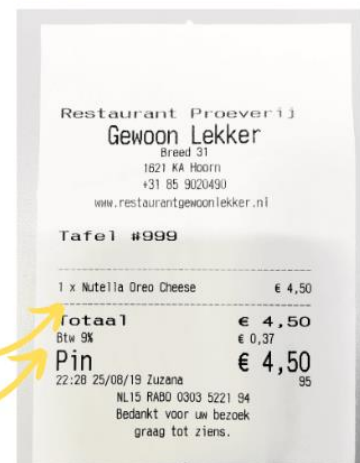 Restaurant Proeverij
Gewoon Lekker
Breed 31
1621 KA Hoorn
+31 85 9020490
www.restaurantgewoonlekker.nl
Tafel #999
1 x Nutella Oreo Cheese € 4,50
Totaal € 4,50
Btw 9% € 0,37
Pin € 4,50
22:28 25/08/19 Zuzana 95
NL15 RABO 0303 5221 94
Bedankt voor uw bezoek
graag tot ziens.